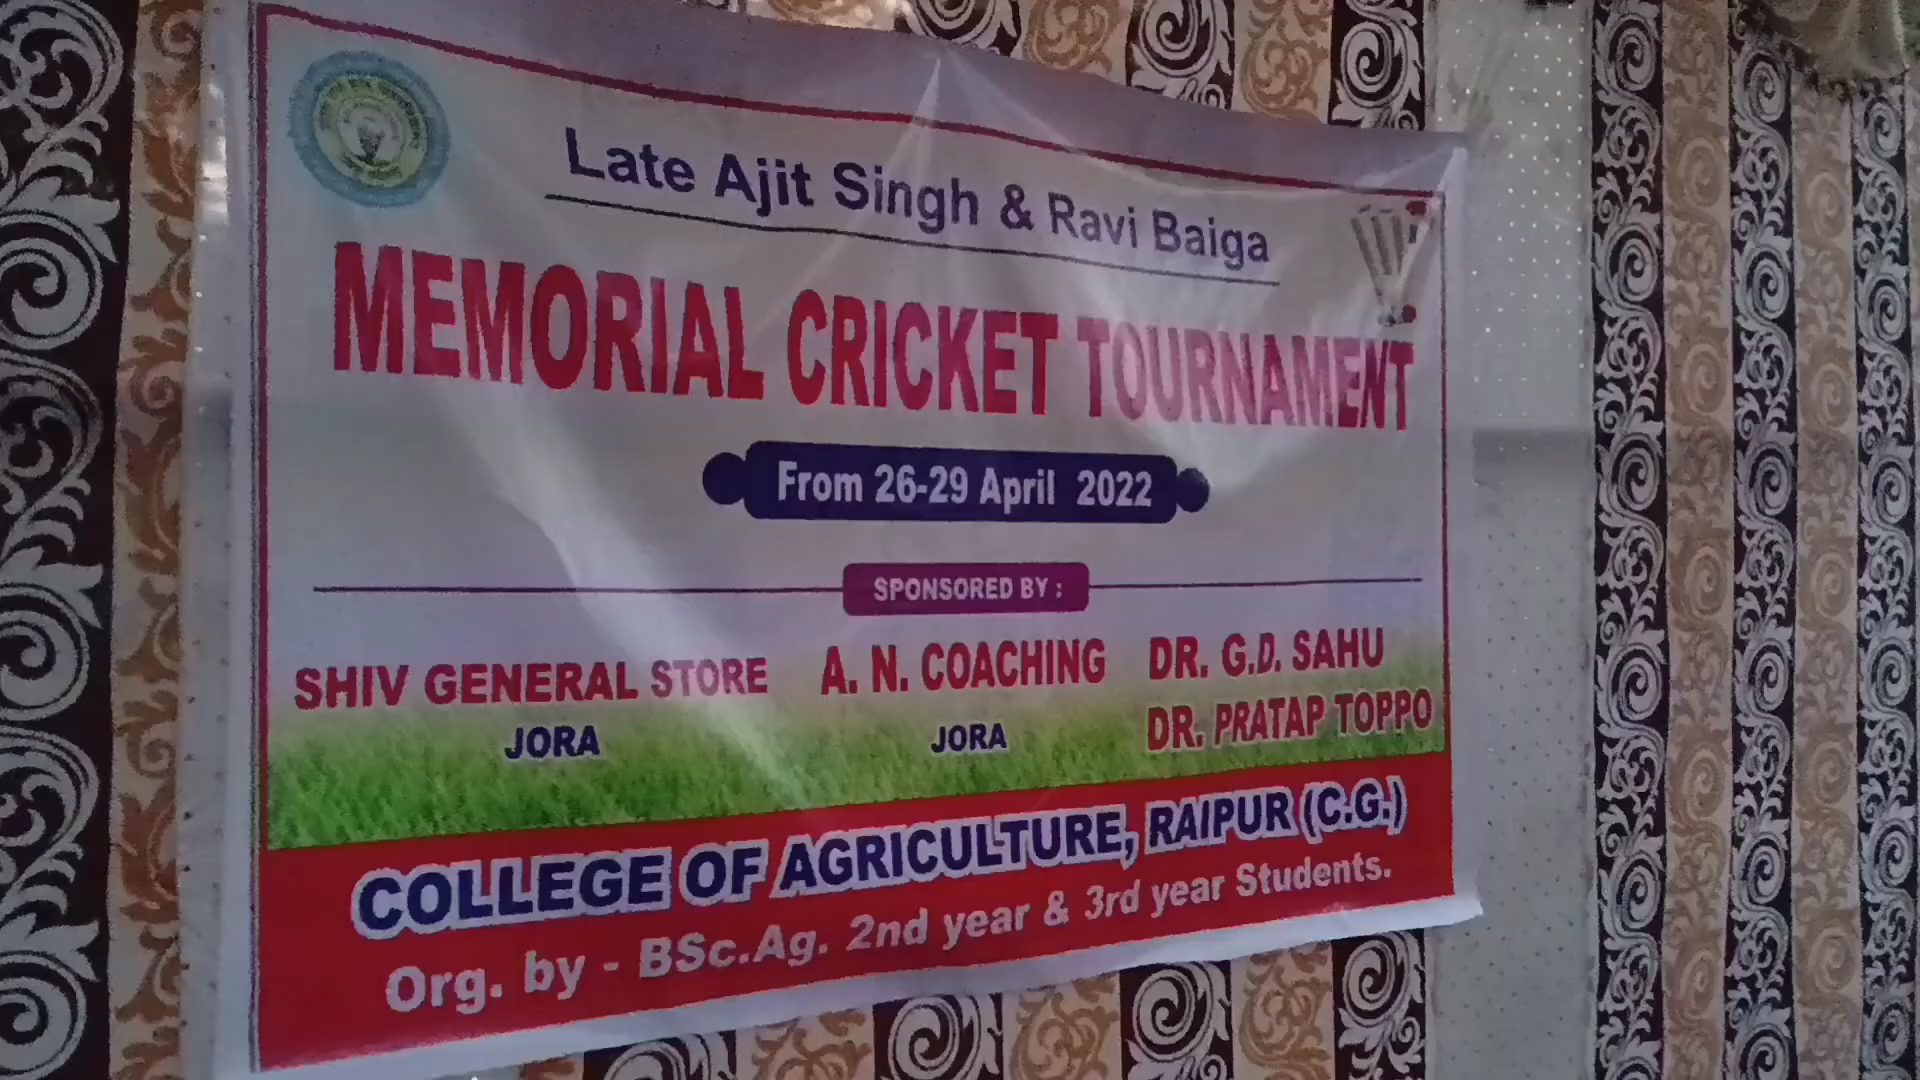 Late Ajit Singh & Ravi Baiga
MEMORIAL CRICKET TOURNAMENT
From 26-29 April 2022
SPONSORED BY :
SHIV GENERAL STORE
JORA
A. N. COACHING
JORA
DR. G.D. SAHU
DR. PRATAP TOPPO
COLLEGE OF AGRICULTURE, RAIPUR (C.G.)
Org. by - BSc.Ag. 2nd year & 3rd year Students.